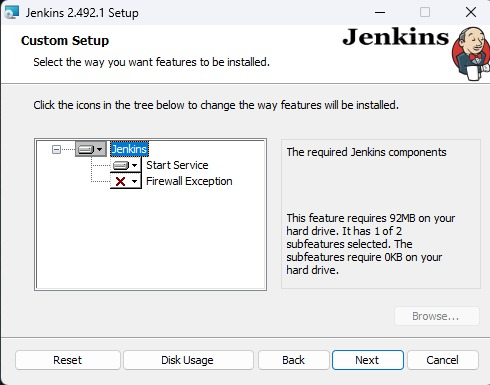 Jenkins 2.492.1 Setup
Custom Setup
Select the way you want features to be installed.
Jenkins
Click the icons in the tree below to change the way features will be installed.
Jenkins
Start Service
Firewall Exception
The required Jenkins components
This feature requires 92MB on your
hard drive. It has 1 of 2
subfeatures selected. The
subfeatures require 0KB on your
hard drive.
Browse...
Reset
Disk Usage
Back
Next
Cancel